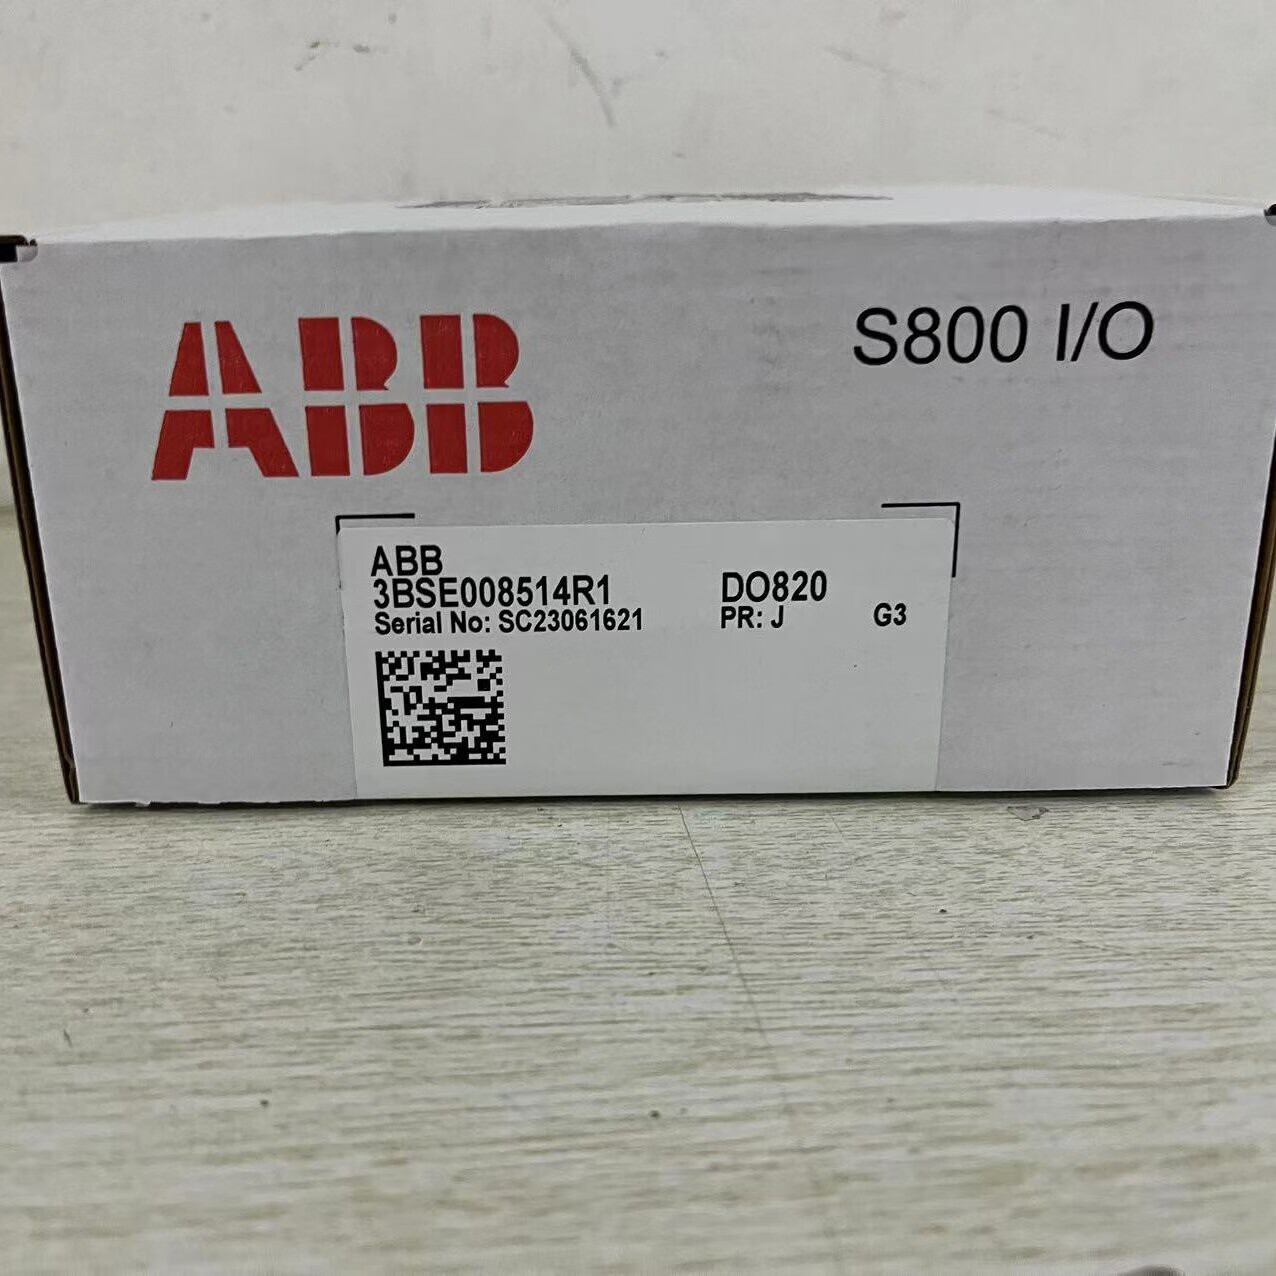 ABB
S800 I/O
ABB
3BSE008514R1 DO820
Serial No: SC23061621 PR: J G3